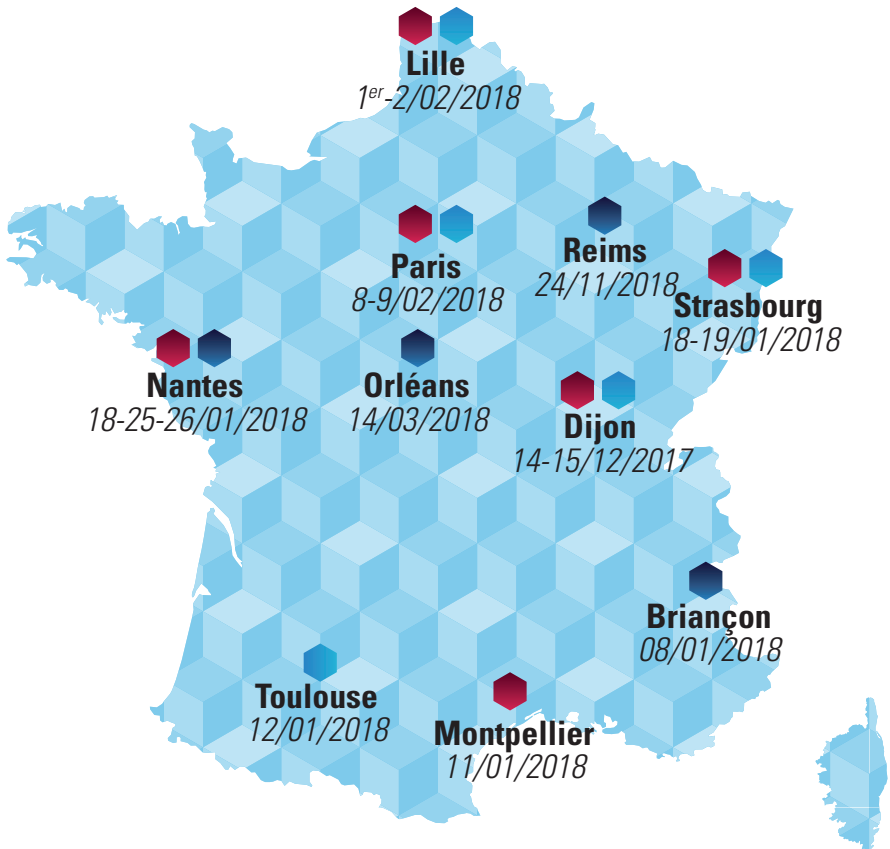 Lille
1er-2/02/2018
Paris
8-9/02/2018
Reims
24/11/2018
Strasbourg
18-19/01/2018
Nantes
18-25-26/01/2018
Orléans
14/03/2018
Dijon
14-15/12/2017
Briançon
08/01/2018
Toulouse
12/01/2018
Montpellier
11/01/2018